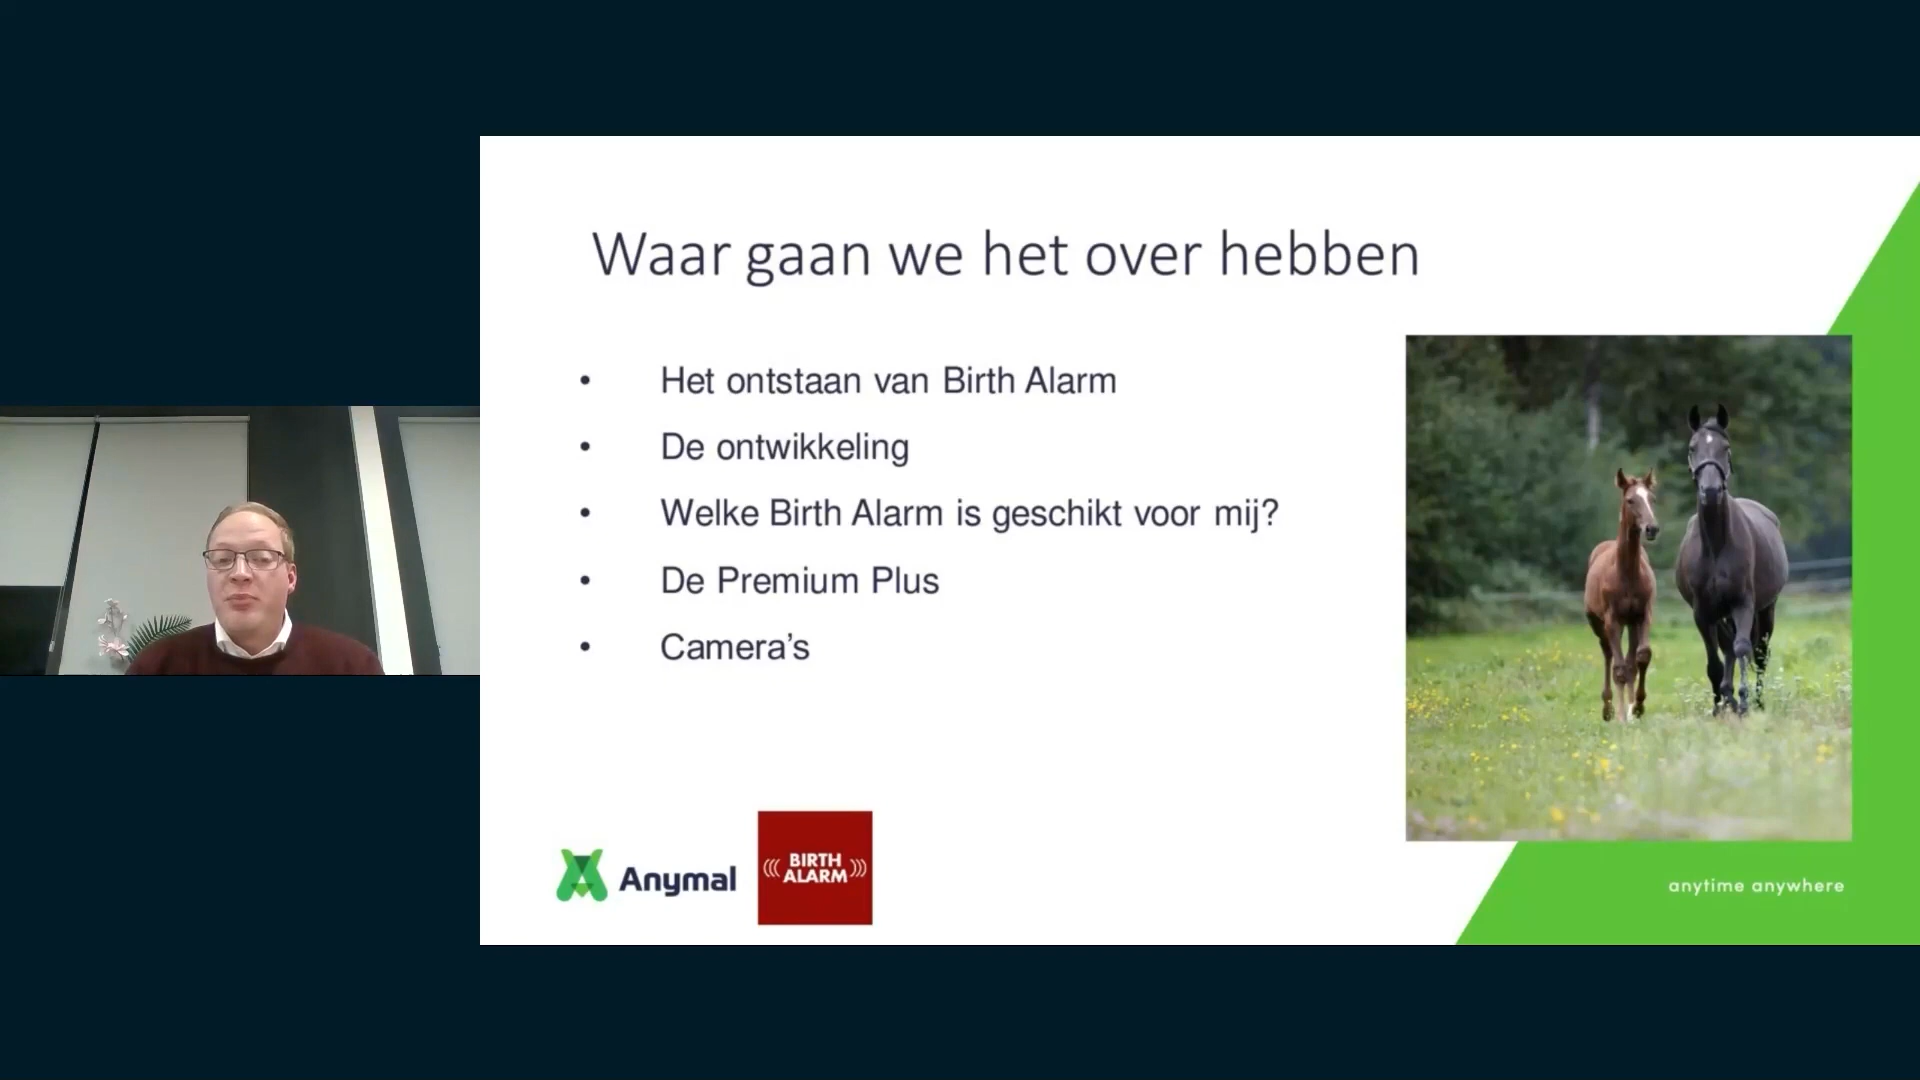 Waar gaan we het over hebben
• Het ontstaan van Birth Alarm
• De ontwikkeling
• Welke Birth Alarm is geschikt voor mij?
• De Premium Plus
• Camera’s
Anymal
BIRTH
ALARM
anytime anywhere